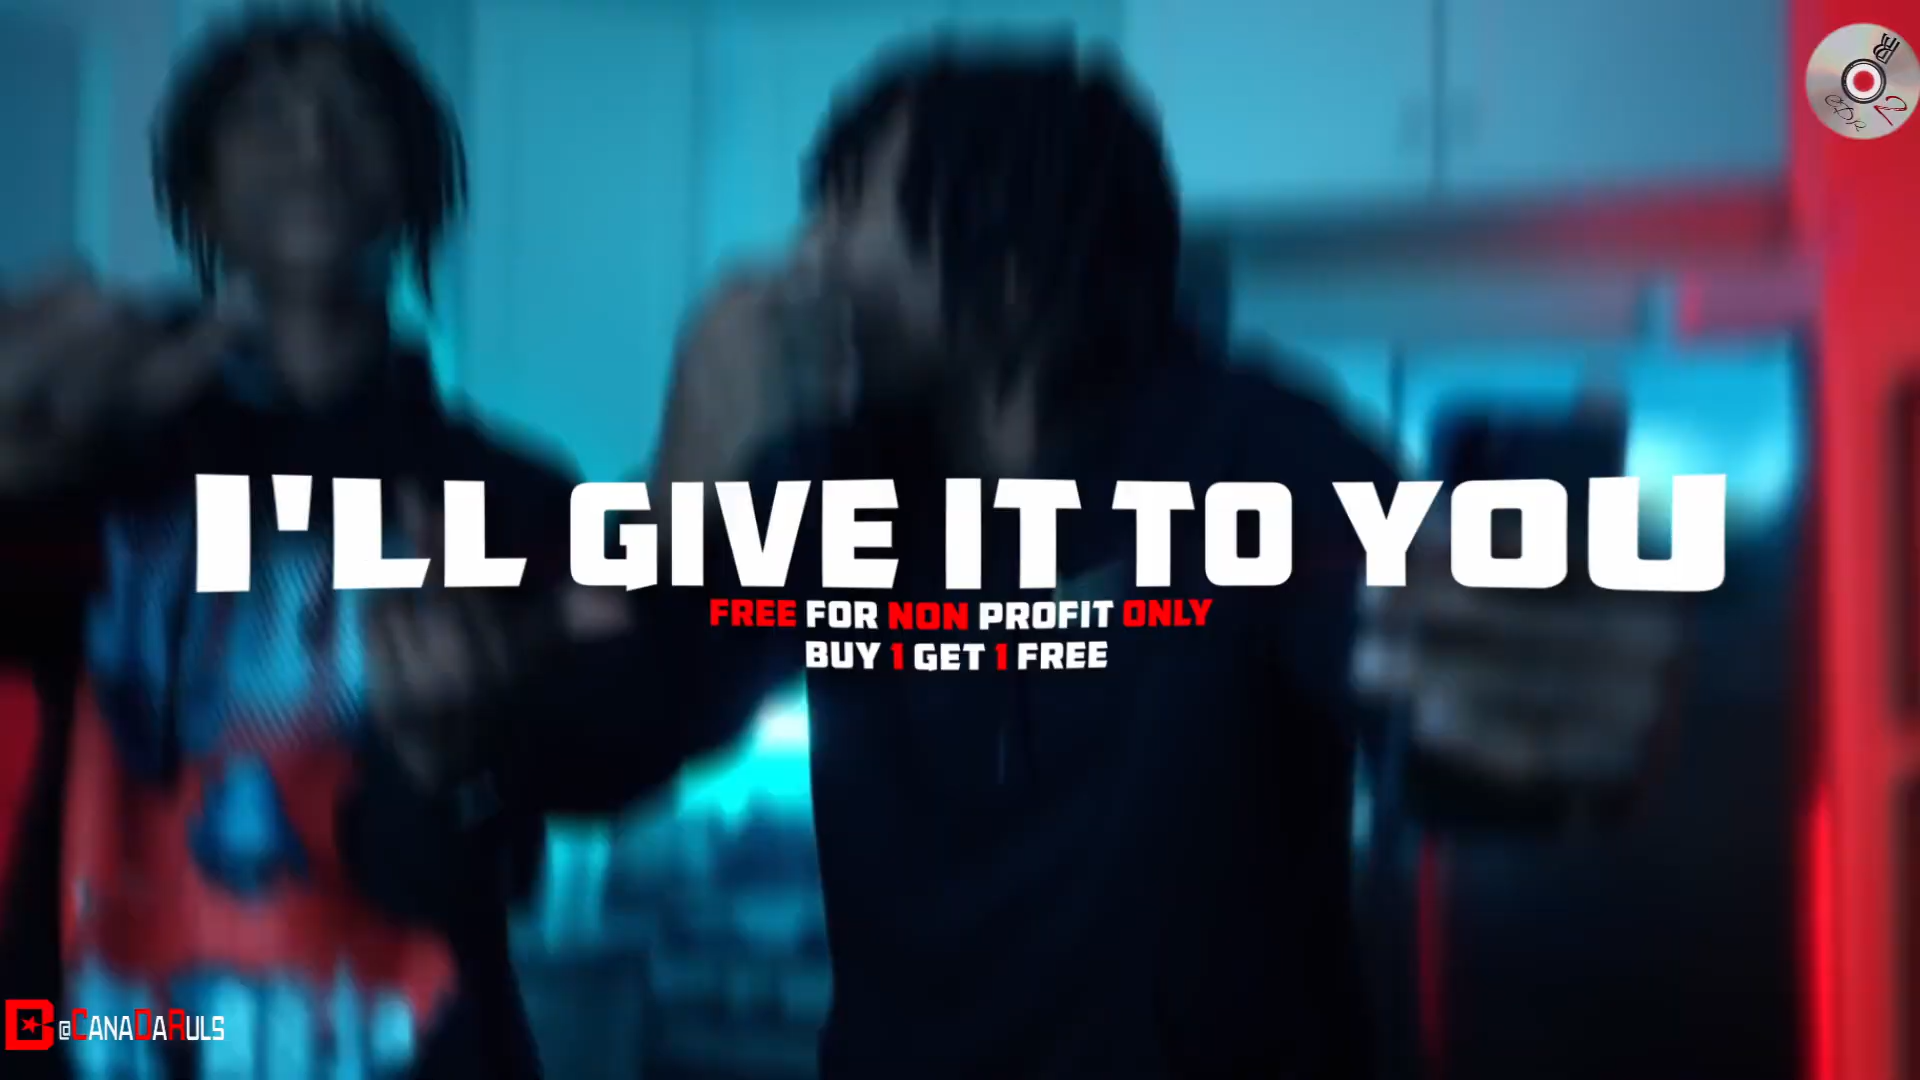 I'LL GIVE IT TO YOU
FREE FOR NON PROFIT ONLY
BUY 1 GET 1 FREE
@CANADARULS